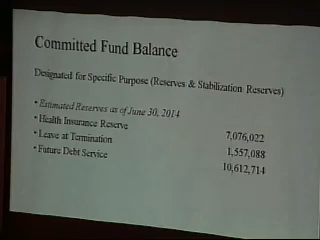 Committed Fund Balance
Designated for Specific Purpose (Reserves & Stabilization Reserves)
• Estimated Reserves as of June 30, 2014
• Health Insurance Reserve 7,076,022
• Leave at Termination 1,557,088
• Future Debt Service 10,612,714